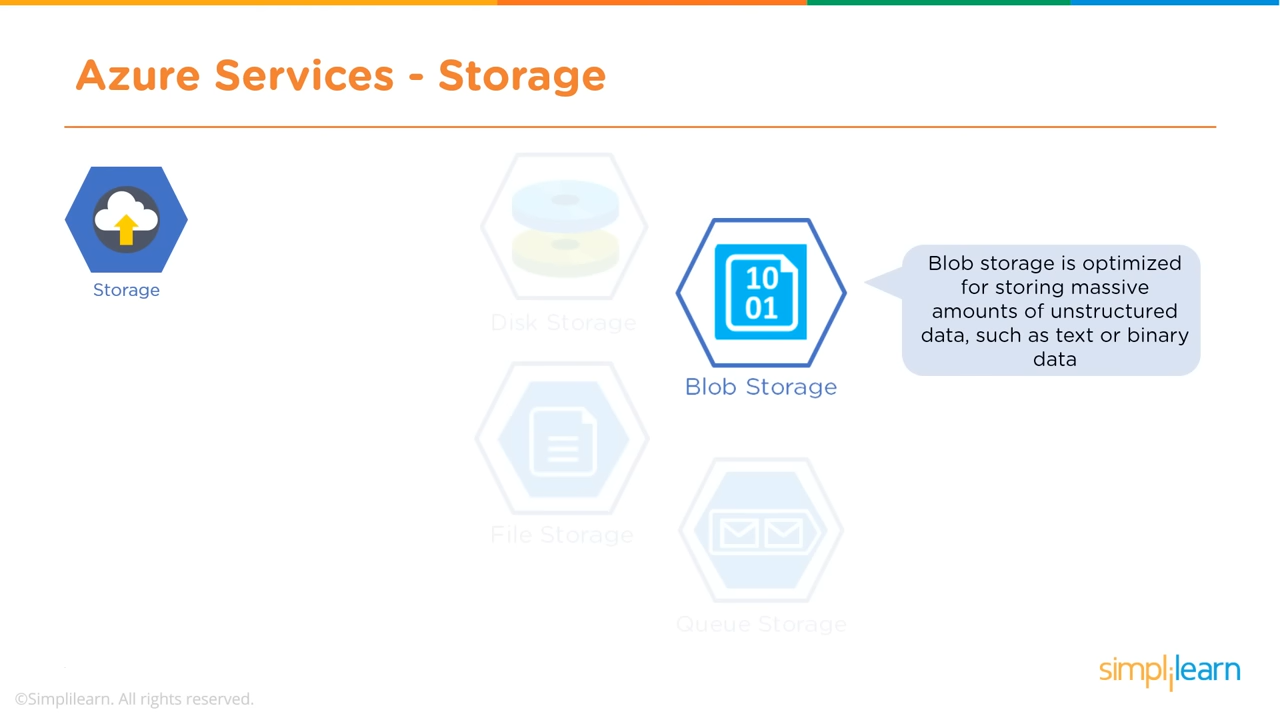 Azure Services - Storage
Storage
Disk Storage
10
01
Blob Storage
Blob storage is optimized
for storing massive
amounts of unstructured
data, such as text or binary
data
File Storage
Queue Storage
simplilearn
©Simplilearn. All rights reserved.